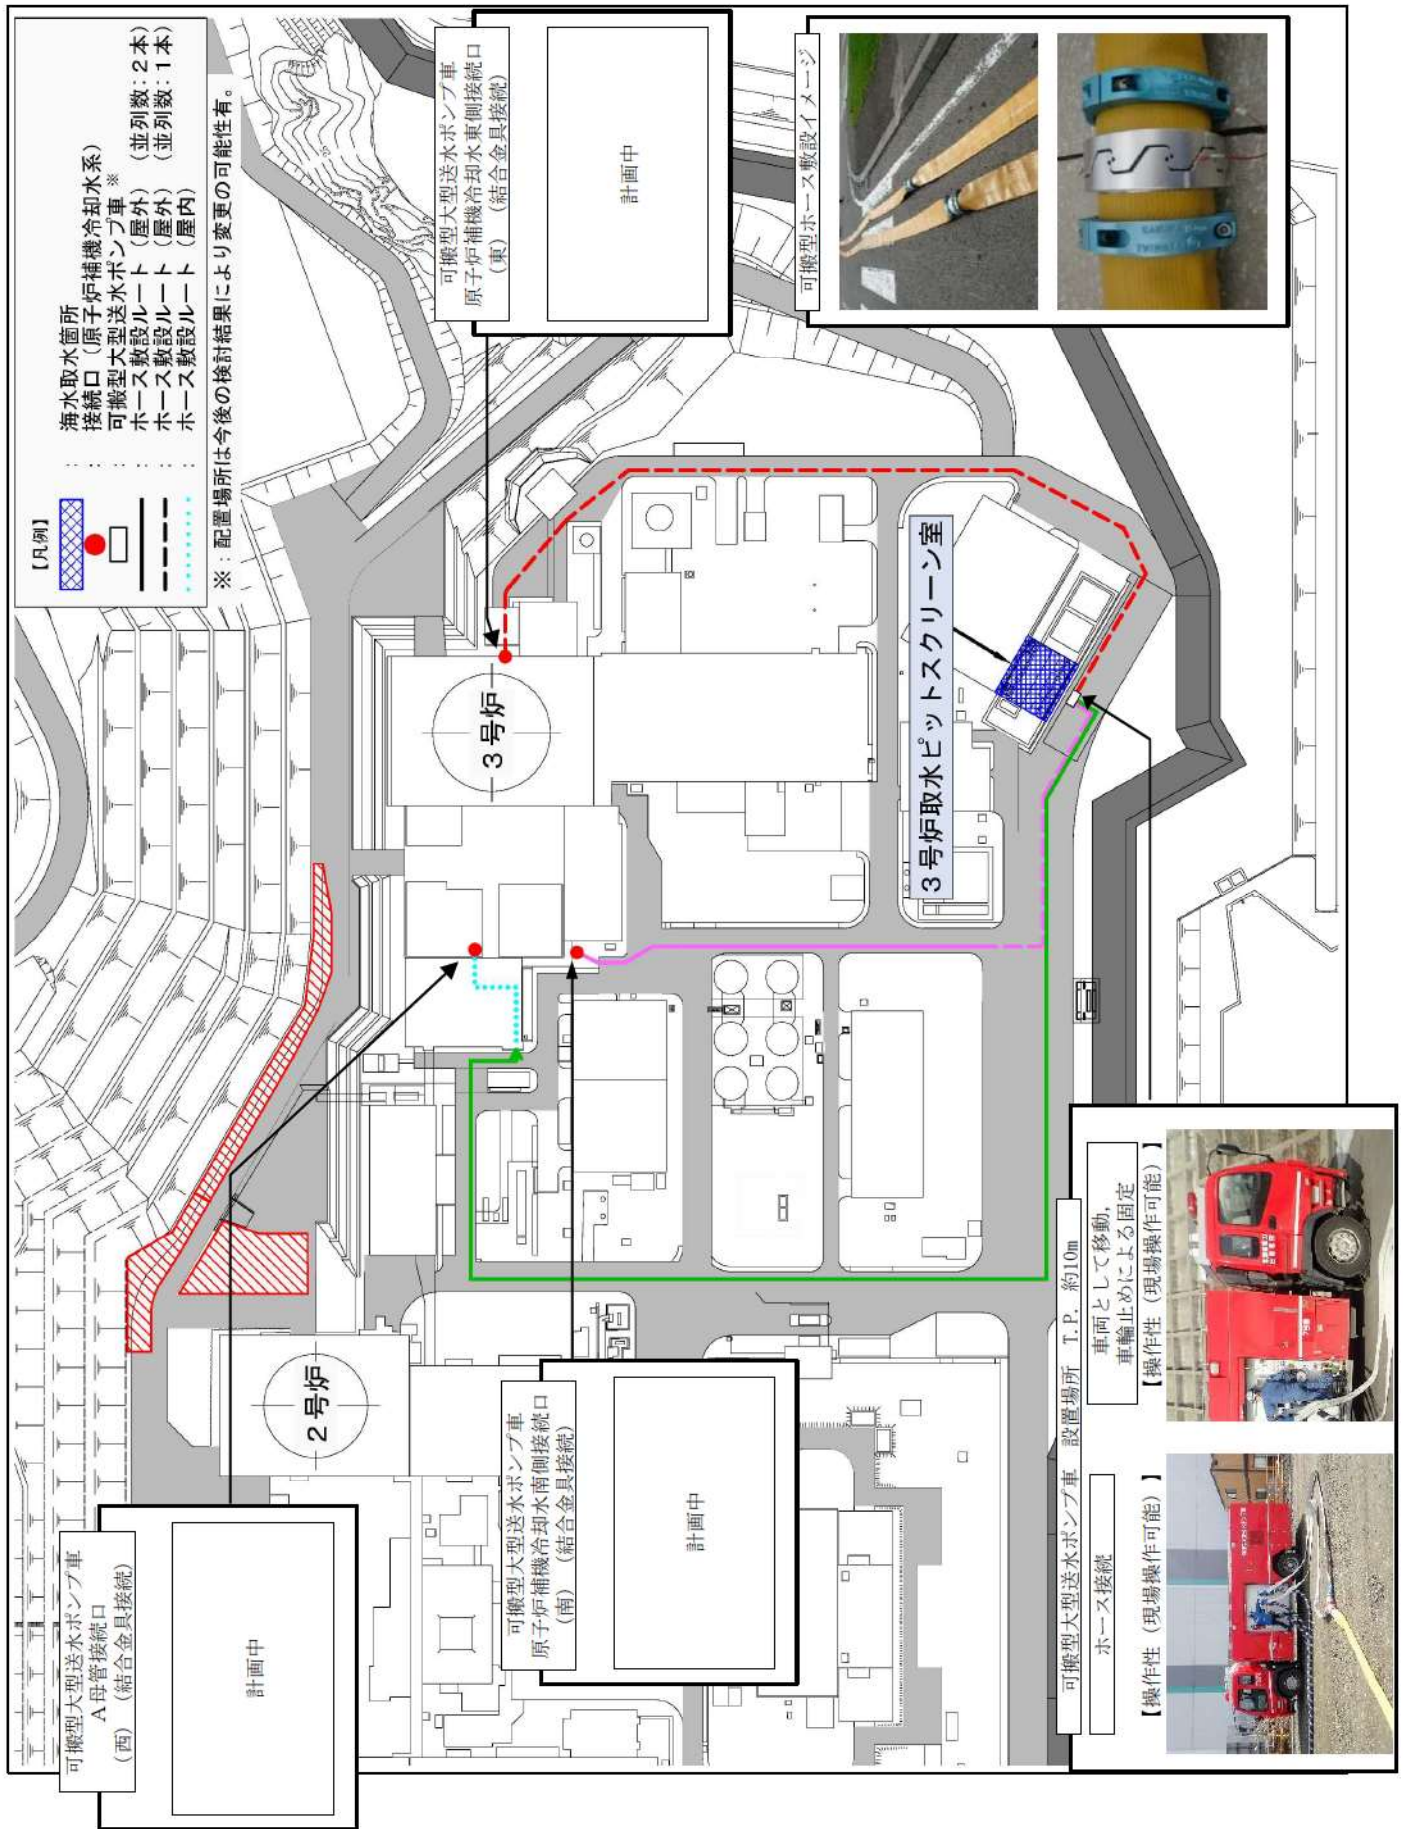 【凡例】
： 海水取水箇所
： 接続口（原子炉補機冷却水系）
： 可搬型大型送水ポンプ車※
： ホース敷設ルート（屋外）（並列数：2本）
： ホース敷設ルート（屋外）（並列数：1本）
： ホース敷設ルート（屋内）
※：配置場所は今後の検討結果により変更の可能性有。
可搬型大型送水ポンプ車
A母管接続口
（西）（結合金具接続）
計画中
可搬型大型送水ポンプ車
原子炉補機冷却水南側接続口
（南）（結合金具接続）
計画中
可搬型大型送水ポンプ車
原子炉補機冷却水東側接続口
（東）（結合金具接続）
計画中
可搬型ホース敷設イメージ
2号炉
3号炉
3号炉取水ピットスクリーン室
可搬型大型送水ポンプ車　設置場所　T.P. 約10m
ホース接続
【操作性（現場操作可能）】
車両として移動，
車輪止めによる固定
【操作性（現場操作可能）】